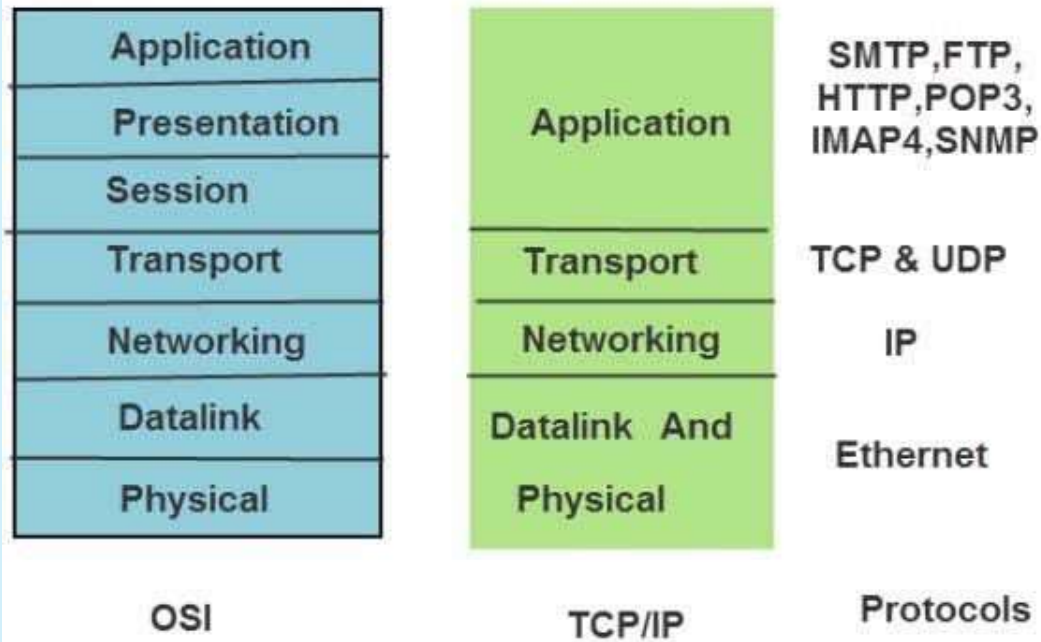 Application
Presentation
Session
Transport
Networking
Datalink
Physical
OSI
Application
Transport
Networking
Datalink And
Physical
TCP/IP
SMTP,FTP,
HTTP,POP3,
IMAP4,SNMP
TCP & UDP
IP
Ethernet
Protocols